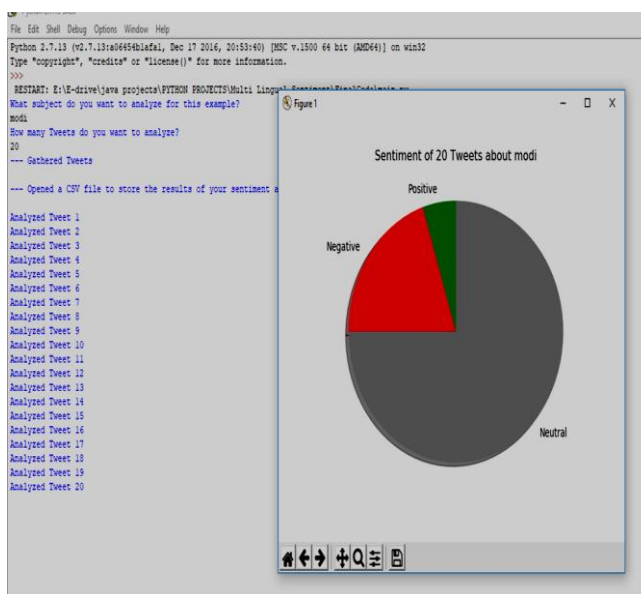 File Edit Shell Debug Options Window Help
Python 2.7.13 (v2.7.13:a06454b1afa1, Dec 17 2016, 20:53:40) [MSC v.1500 64 bit (AMD64)] on win32
Type "copyright", "credits" or "license()" for more information.
>>>
RESTART: E:\E-drive\java projects\PYTHON PROJECTS\Multi Lingual
What subject do you want to analyze for this example?
modi
How many Tweets do you want to analyze?
20
--- Gathered Tweets
--- Opened a CSV file to store the results of your sentiment a
Analyzed Tweet 1
Analyzed Tweet 2
Analyzed Tweet 3
Analyzed Tweet 4
Analyzed Tweet 5
Analyzed Tweet 6
Analyzed Tweet 7
Analyzed Tweet 8
Analyzed Tweet 9
Analyzed Tweet 10
Analyzed Tweet 11
Analyzed Tweet 12
Analyzed Tweet 13
Analyzed Tweet 14
Analyzed Tweet 15
Analyzed Tweet 16
Analyzed Tweet 17
Analyzed Tweet 18
Analyzed Tweet 19
Analyzed Tweet 20
Figure 1
Sentiment of 20 Tweets about modi
Positive
Negative
Neutral